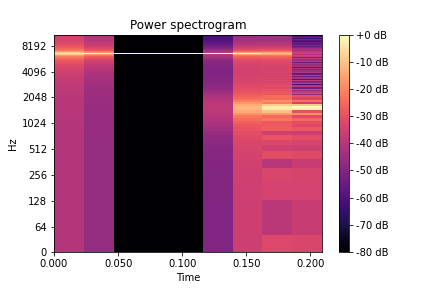 Power spectrogram
8192
4096
2048
1024
512
256
128
64
0
Hz
0.000 0.050 0.100 0.150 0.200
Time
+0 dB
-10 dB
-20 dB
-30 dB
-40 dB
-50 dB
-60 dB
-70 dB
-80 dB